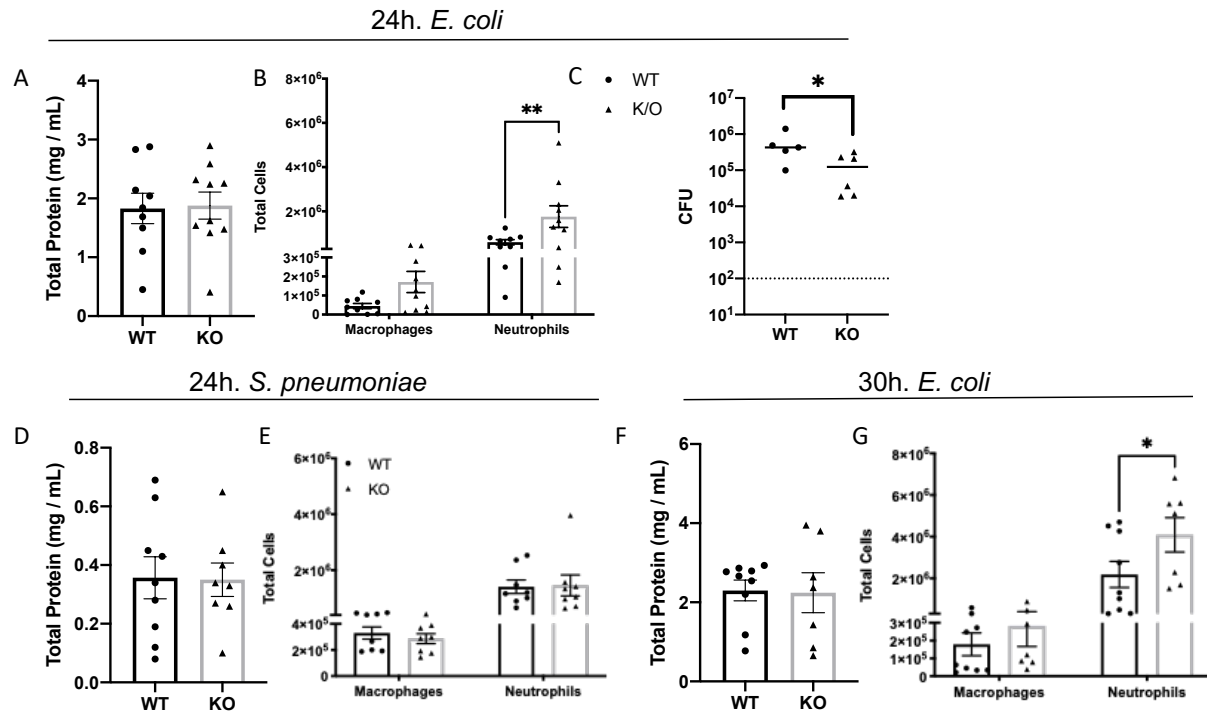 24h. E. coli
A
Total Protein (mg / mL)
4
3
2
1
0
WT
KO
B
Total Cells
8×10⁶
6×10⁶
4×10⁶
2×10⁶
3×10⁵
2×10⁵
1×10⁵
0
**
Macrophages
Neutrophils
WT
K/O
C
CFU
10⁷
10⁶
10⁵
10⁴
10³
10²
10¹
*
WT
KO
24h. S. pneumoniae
D
Total Protein (mg / mL)
0.8
0.6
0.4
0.2
0.0
WT
KO
E
Total Cells
6×10⁶
4×10⁶
2×10⁶
4×10⁵
2×10⁵
0
WT
KO
Macrophages
Neutrophils
30h. E. coli
F
Total Protein (mg / mL)
6
4
2
0
WT
KO
G
Total Cells
8×10⁶
6×10⁶
4×10⁶
2×10⁶
3×10⁵
2×10⁵
1×10⁵
0
*
Macrophages
Neutrophils